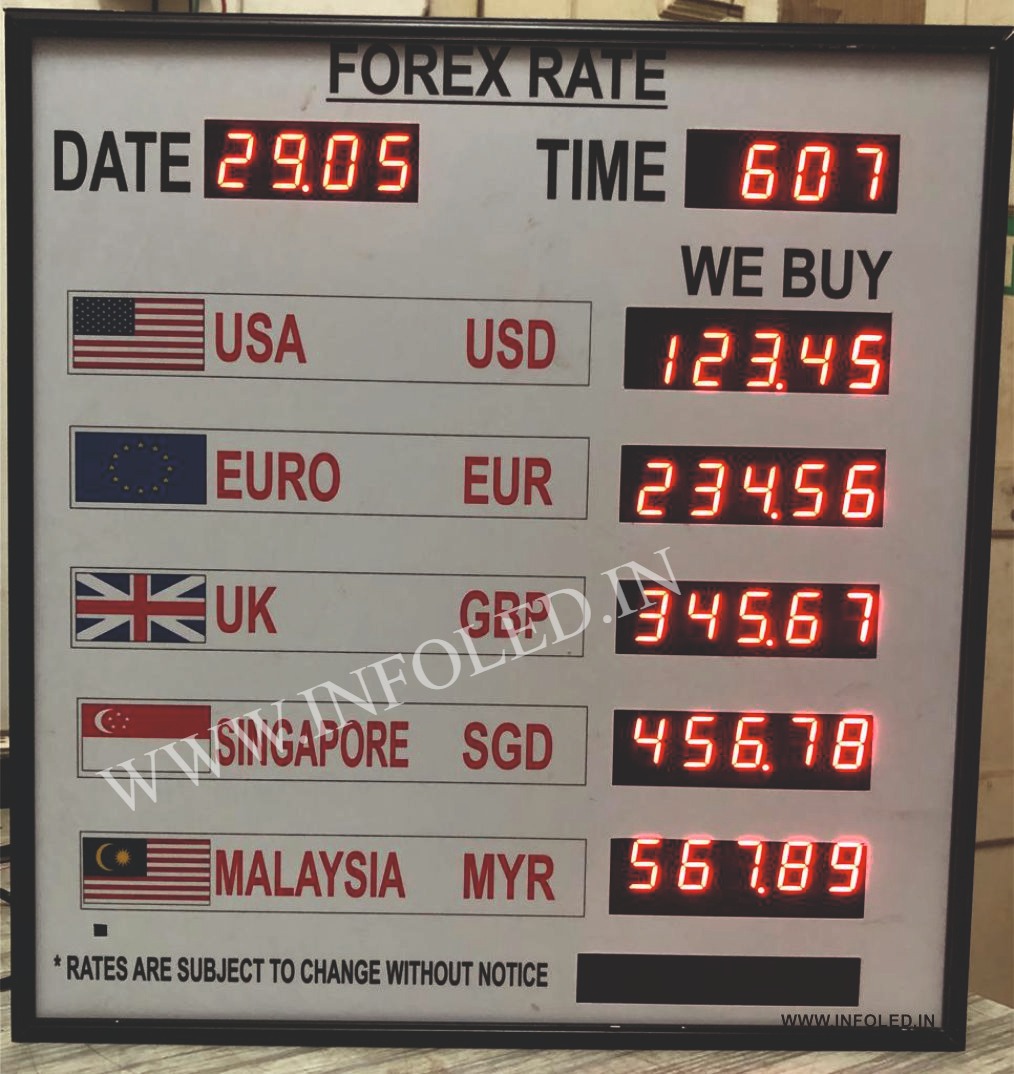 FOREX RATE
DATE 29.05 TIME 607
WE BUY
USA USD 123.45
EURO EUR 234.56
UK GBP 345.67
SINGAPORE SGD 456.78
MALAYSIA MYR 567.89
* RATES ARE SUBJECT TO CHANGE WITHOUT NOTICE
WWW.INFOLED.IN
WWW.INFOLED.IN